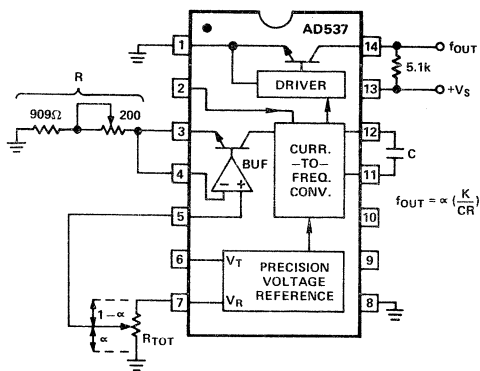 AD537
1
14
fOUT
DRIVER
5.1k
R
2
13
+VS
909Ω
200
3
12
BUF
CURR.
-TO-
FREQ.
CONV.
C
4
11
− +
fOUT = α (K/CR)
5
10
6
VT
PRECISION
VOLTAGE
REFERENCE
9
7
VR
8
1−α
α
RTOT